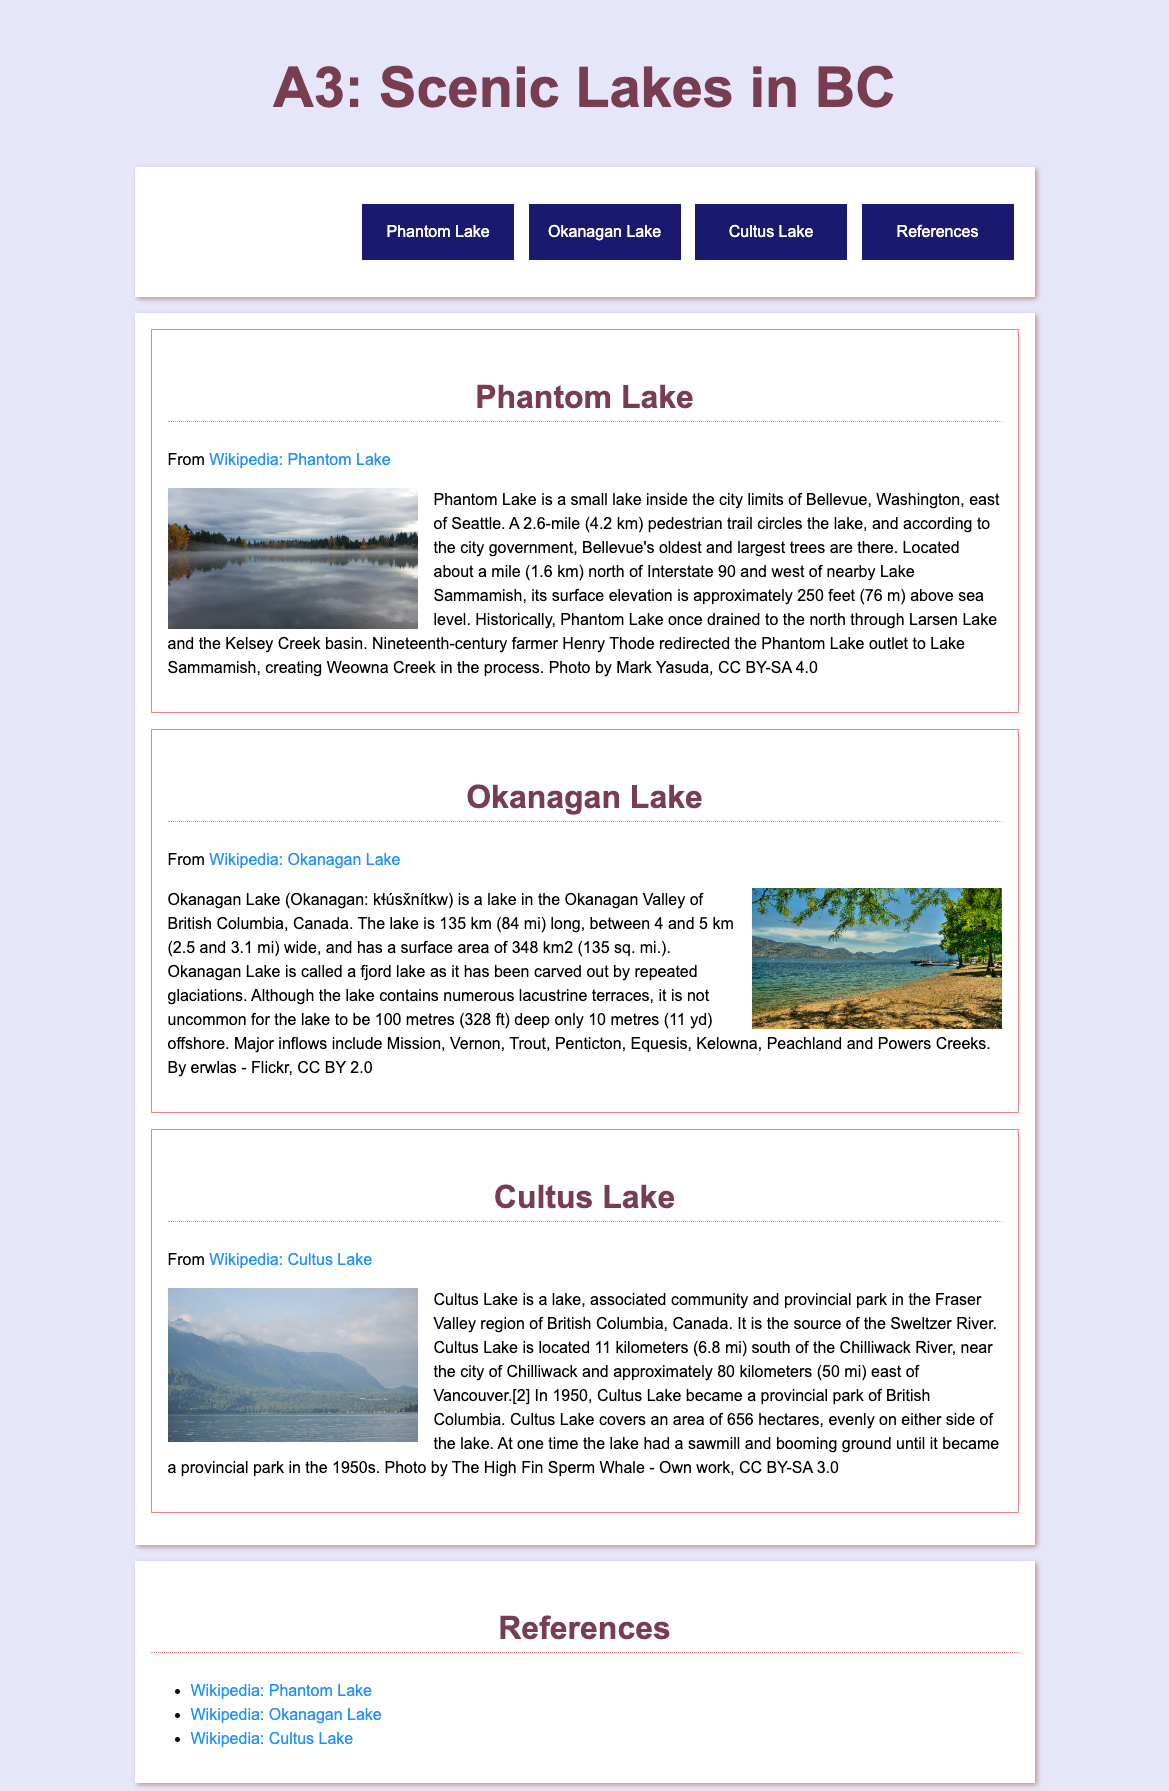 A3: Scenic Lakes in BC
Phantom Lake
Okanagan Lake
Cultus Lake
References
Phantom Lake
From Wikipedia: Phantom Lake
Phantom Lake is a small lake inside the city limits of Bellevue, Washington, east
of Seattle. A 2.6-mile (4.2 km) pedestrian trail circles the lake, and according to
the city government, Bellevue's oldest and largest trees are there. Located
about a mile (1.6 km) north of Interstate 90 and west of nearby Lake
Sammamish, its surface elevation is approximately 250 feet (76 m) above sea
level. Historically, Phantom Lake once drained to the north through Larsen Lake
and the Kelsey Creek basin. Nineteenth-century farmer Henry Thode redirected the Phantom Lake outlet to Lake
Sammamish, creating Weowna Creek in the process. Photo by Mark Yasuda, CC BY-SA 4.0
Okanagan Lake
From Wikipedia: Okanagan Lake
Okanagan Lake (Okanagan: kłúsx̌nítkw) is a lake in the Okanagan Valley of
British Columbia, Canada. The lake is 135 km (84 mi) long, between 4 and 5 km
(2.5 and 3.1 mi) wide, and has a surface area of 348 km2 (135 sq. mi.).
Okanagan Lake is called a fjord lake as it has been carved out by repeated
glaciations. Although the lake contains numerous lacustrine terraces, it is not
uncommon for the lake to be 100 metres (328 ft) deep only 10 metres (11 yd)
offshore. Major inflows include Mission, Vernon, Trout, Penticton, Equesis, Kelowna, Peachland and Powers Creeks.
By erwlas - Flickr, CC BY 2.0
Cultus Lake
From Wikipedia: Cultus Lake
Cultus Lake is a lake, associated community and provincial park in the Fraser
Valley region of British Columbia, Canada. It is the source of the Sweltzer River.
Cultus Lake is located 11 kilometers (6.8 mi) south of the Chilliwack River, near
the city of Chilliwack and approximately 80 kilometers (50 mi) east of
Vancouver.[2] In 1950, Cultus Lake became a provincial park of British
Columbia. Cultus Lake covers an area of 656 hectares, evenly on either side of
the lake. At one time the lake had a sawmill and booming ground until it became
a provincial park in the 1950s. Photo by The High Fin Sperm Whale - Own work, CC BY-SA 3.0
References
• Wikipedia: Phantom Lake
• Wikipedia: Okanagan Lake
• Wikipedia: Cultus Lake